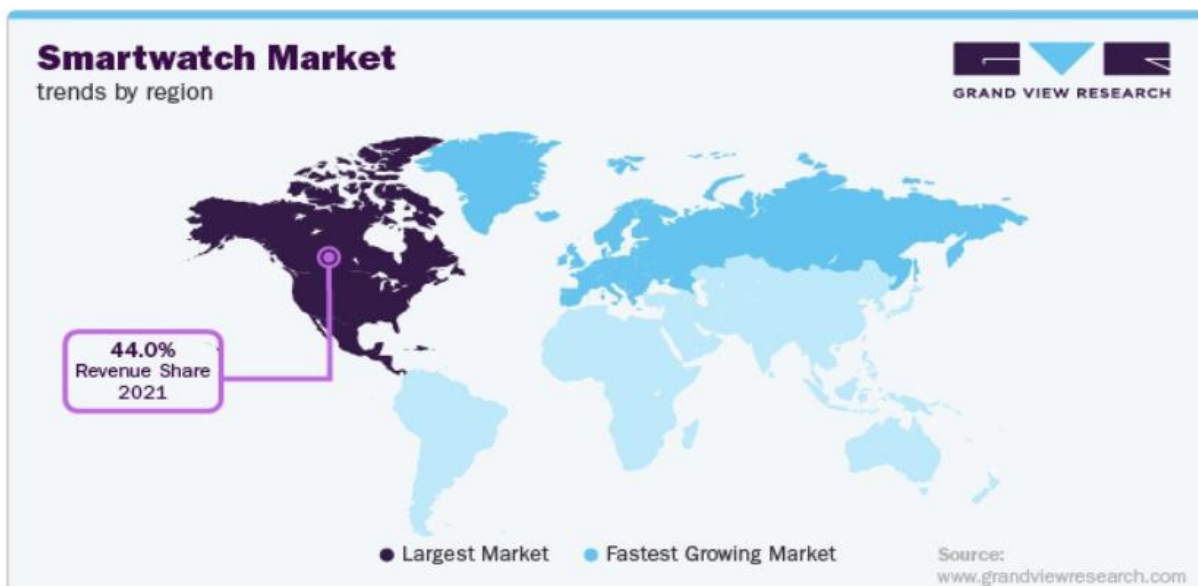 Smartwatch Market
trends by region
GRAND VIEW RESEARCH
44.0%
Revenue Share
2021
Largest Market
Fastest Growing Market
Source:
www.grandviewresearch.com